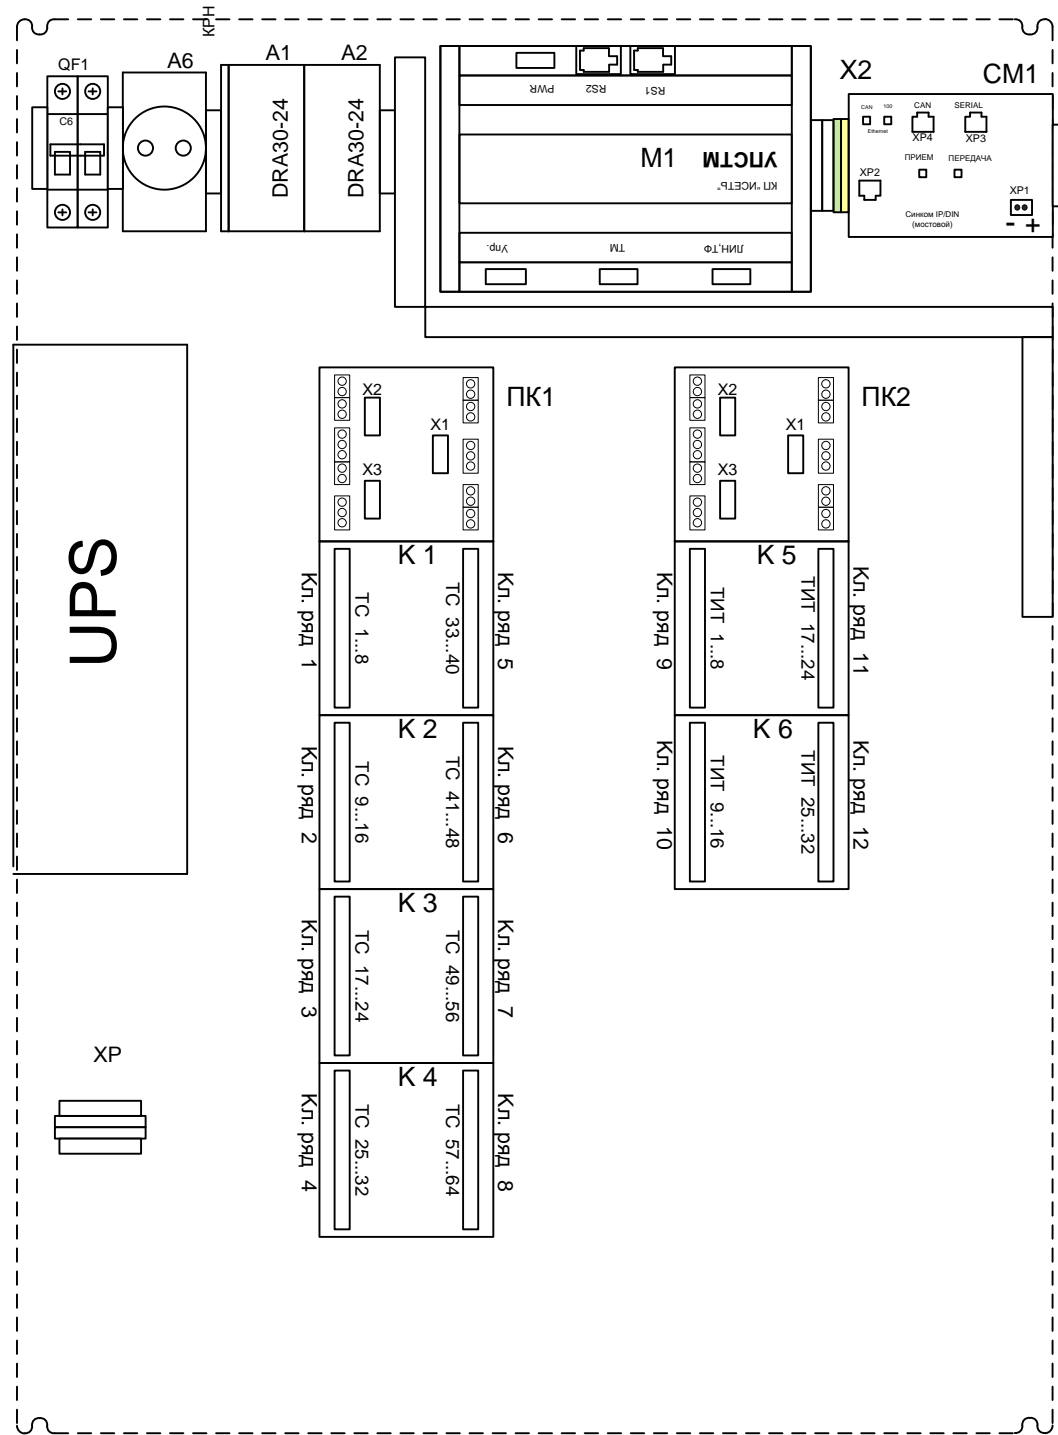 КРН
QF1
А6
А1
А2
X2
СМ1
С6
DRA30-24
DRA30-24
PWR
RS2
RS1
М1
УПСТМ
КП "ИСЕТЬ"
Упр.
ТМ
ЛИН,ТФ
CAN
100
Ethernet
CAN
XP4
SERIAL
XP3
ПРИЕМ
ПЕРЕДАЧА
XP2
XP1
Синком IP/DIN
(мостовой)
- +
UPS
ПК1
X2
X1
X3
К 1
Кл. ряд 1
ТС 1...8
ТС 33...40
Кл. ряд 5
К 2
Кл. ряд 2
ТС 9...16
ТС 41...48
Кл. ряд 6
К 3
Кл. ряд 3
ТС 17...24
ТС 49...56
Кл. ряд 7
К 4
Кл. ряд 4
ТС 25...32
ТС 57...64
Кл. ряд 8
ПК2
X2
X1
X3
К 5
Кл. ряд 9
ТИТ 1...8
ТИТ 17...24
Кл. ряд 11
К 6
Кл. ряд 10
ТИТ 9...16
ТИТ 25...32
Кл. ряд 12
XP